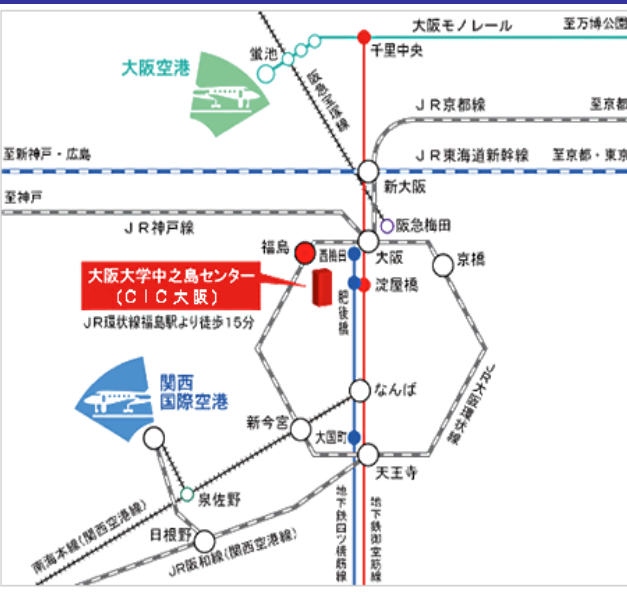 大阪モノレール
至万博公園
千里中央
蛍池
大阪空港
阪急宝塚線
JR京都線
至京都
至新神戸・広島
JR東海道新幹線
至京都・東京
新大阪
至神戸
JR神戸線
阪急梅田
福島
西梅田
大阪
京橋
大阪大学中之島センター
(CIC大阪)
淀屋橋
肥後橋
JR環状線福島駅より徒歩15分
関西
国際空港
なんば
JR大阪環状線
新今宮
大国町
天王寺
泉佐野
日根野
南海本線(関西空港線)
JR阪和線(関西空港線)
地下鉄四ツ橋筋線
地下鉄御堂筋線